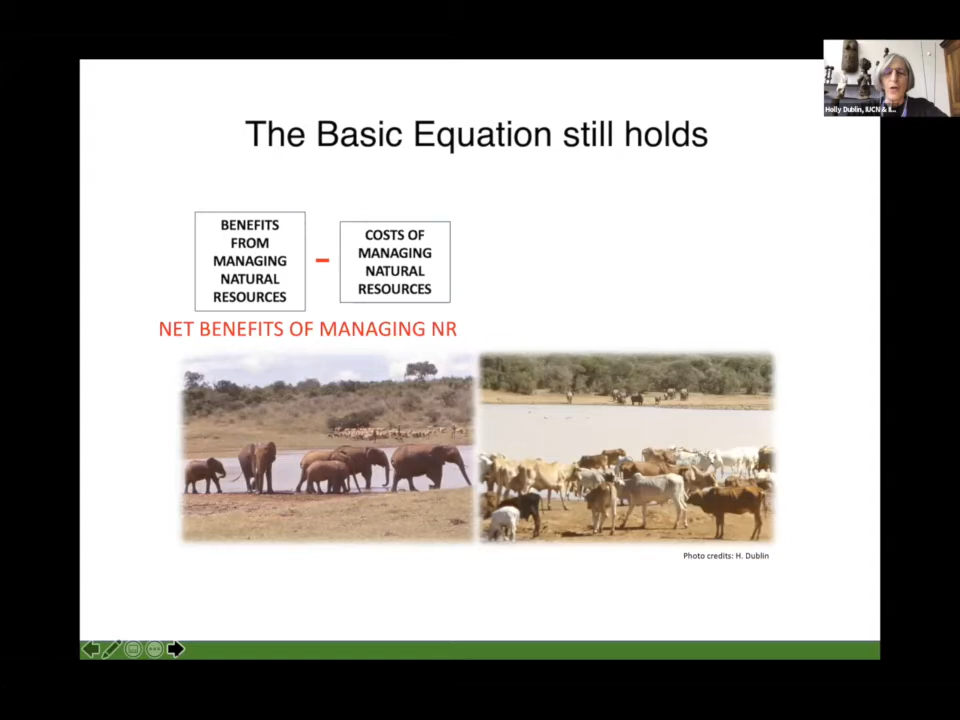 Holly Dublin, IUCN & II...
The Basic Equation still holds
BENEFITS
FROM
MANAGING
NATURAL
RESOURCES
-
COSTS OF
MANAGING
NATURAL
RESOURCES
NET BENEFITS OF MANAGING NR
Photo credits: H. Dublin